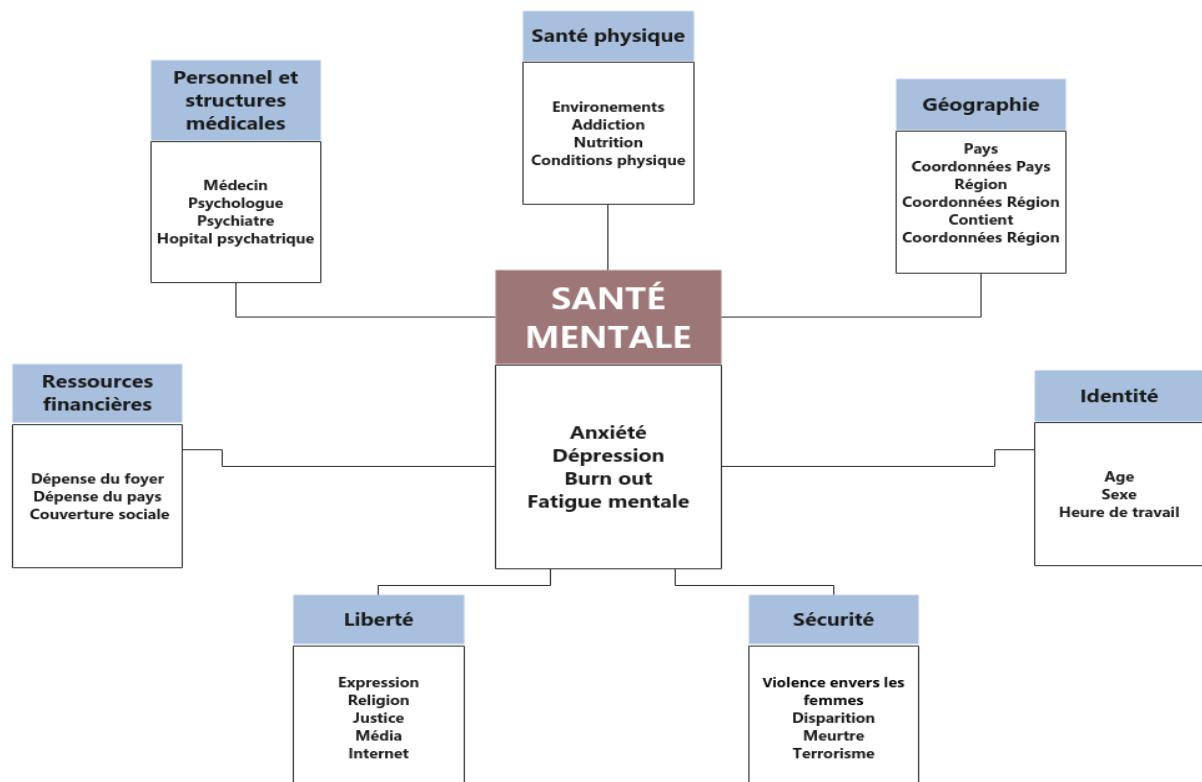 Santé physique
Environements
Addiction
Nutrition
Conditions physique
Personnel et
structures
médicales
Médecin
Psychologue
Psychiatre
Hopital psychatrique
Géographie
Pays
Coordonnées Pays
Région
Coordonnées Région
Contient
Coordonnées Région
SANTÉ
MENTALE
Anxiété
Dépression
Burn out
Fatigue mentale
Ressources
financières
Dépense du foyer
Dépense du pays
Couverture sociale
Identité
Age
Sexe
Heure de travail
Liberté
Expression
Religion
Justice
Média
Internet
Sécurité
Violence envers les
femmes
Disparition
Meurtre
Terrorisme